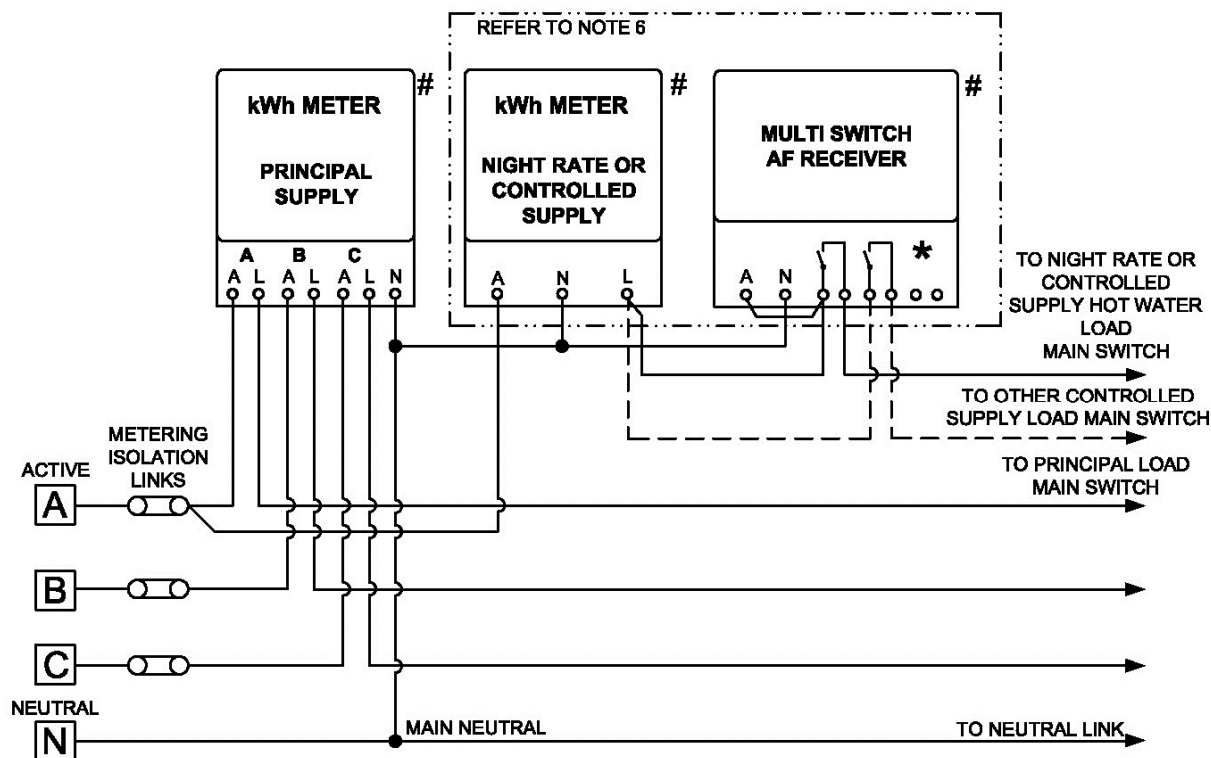 REFER TO NOTE 6
#
#
#
kWh METER
PRINCIPAL
SUPPLY
kWh METER
NIGHT RATE OR
CONTROLLED
SUPPLY
MULTI SWITCH
AF RECEIVER
A B C
A L A L A L N
A N L
A N
*
TO NIGHT RATE OR
CONTROLLED
SUPPLY HOT WATER
LOAD
MAIN SWITCH
TO OTHER CONTROLLED
SUPPLY LOAD MAIN SWITCH
TO PRINCIPAL LOAD
MAIN SWITCH
METERING
ISOLATION
LINKS
ACTIVE
A
B
C
NEUTRAL
N
MAIN NEUTRAL
TO NEUTRAL LINK